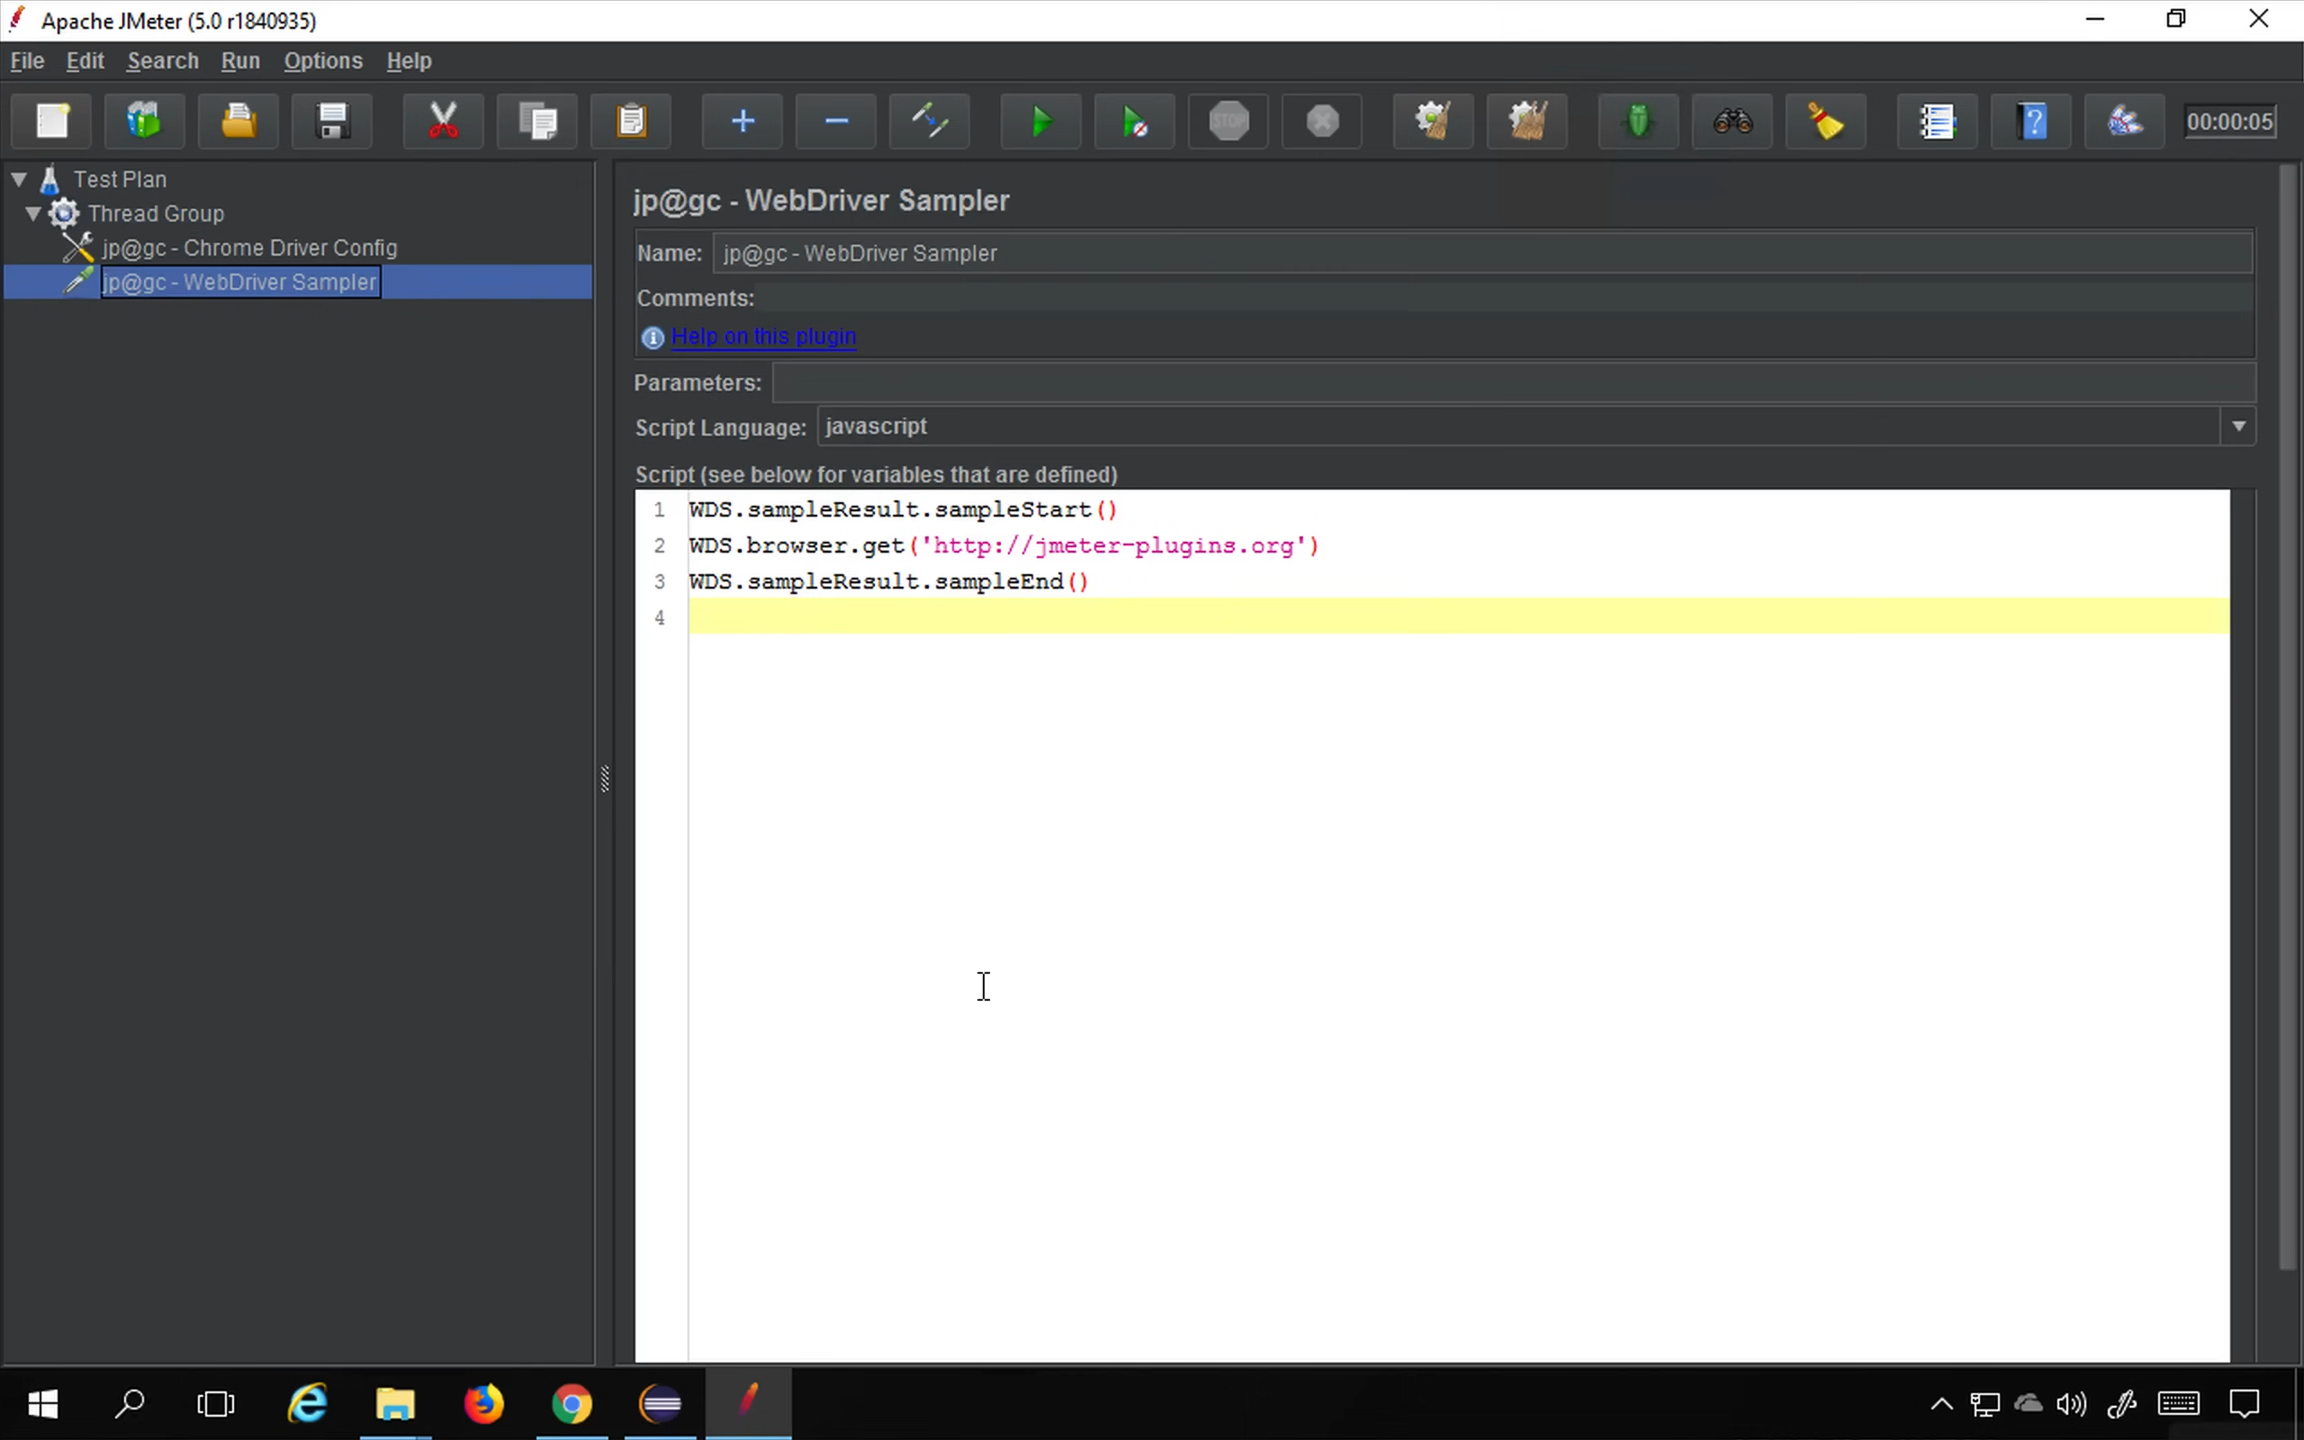 Apache JMeter (5.0 r1840935)
File Edit Search Run Options Help
STOP
00:00:05
Test Plan
Thread Group
jp@gc - Chrome Driver Config
jp@gc - WebDriver Sampler
jp@gc - WebDriver Sampler
Name: jp@gc - WebDriver Sampler
Comments:
Help on this plugin
Parameters:
Script Language: javascript
Script (see below for variables that are defined)
1 WDS.sampleResult.sampleStart()
2 WDS.browser.get('http://jmeter-plugins.org')
3 WDS.sampleResult.sampleEnd()
4